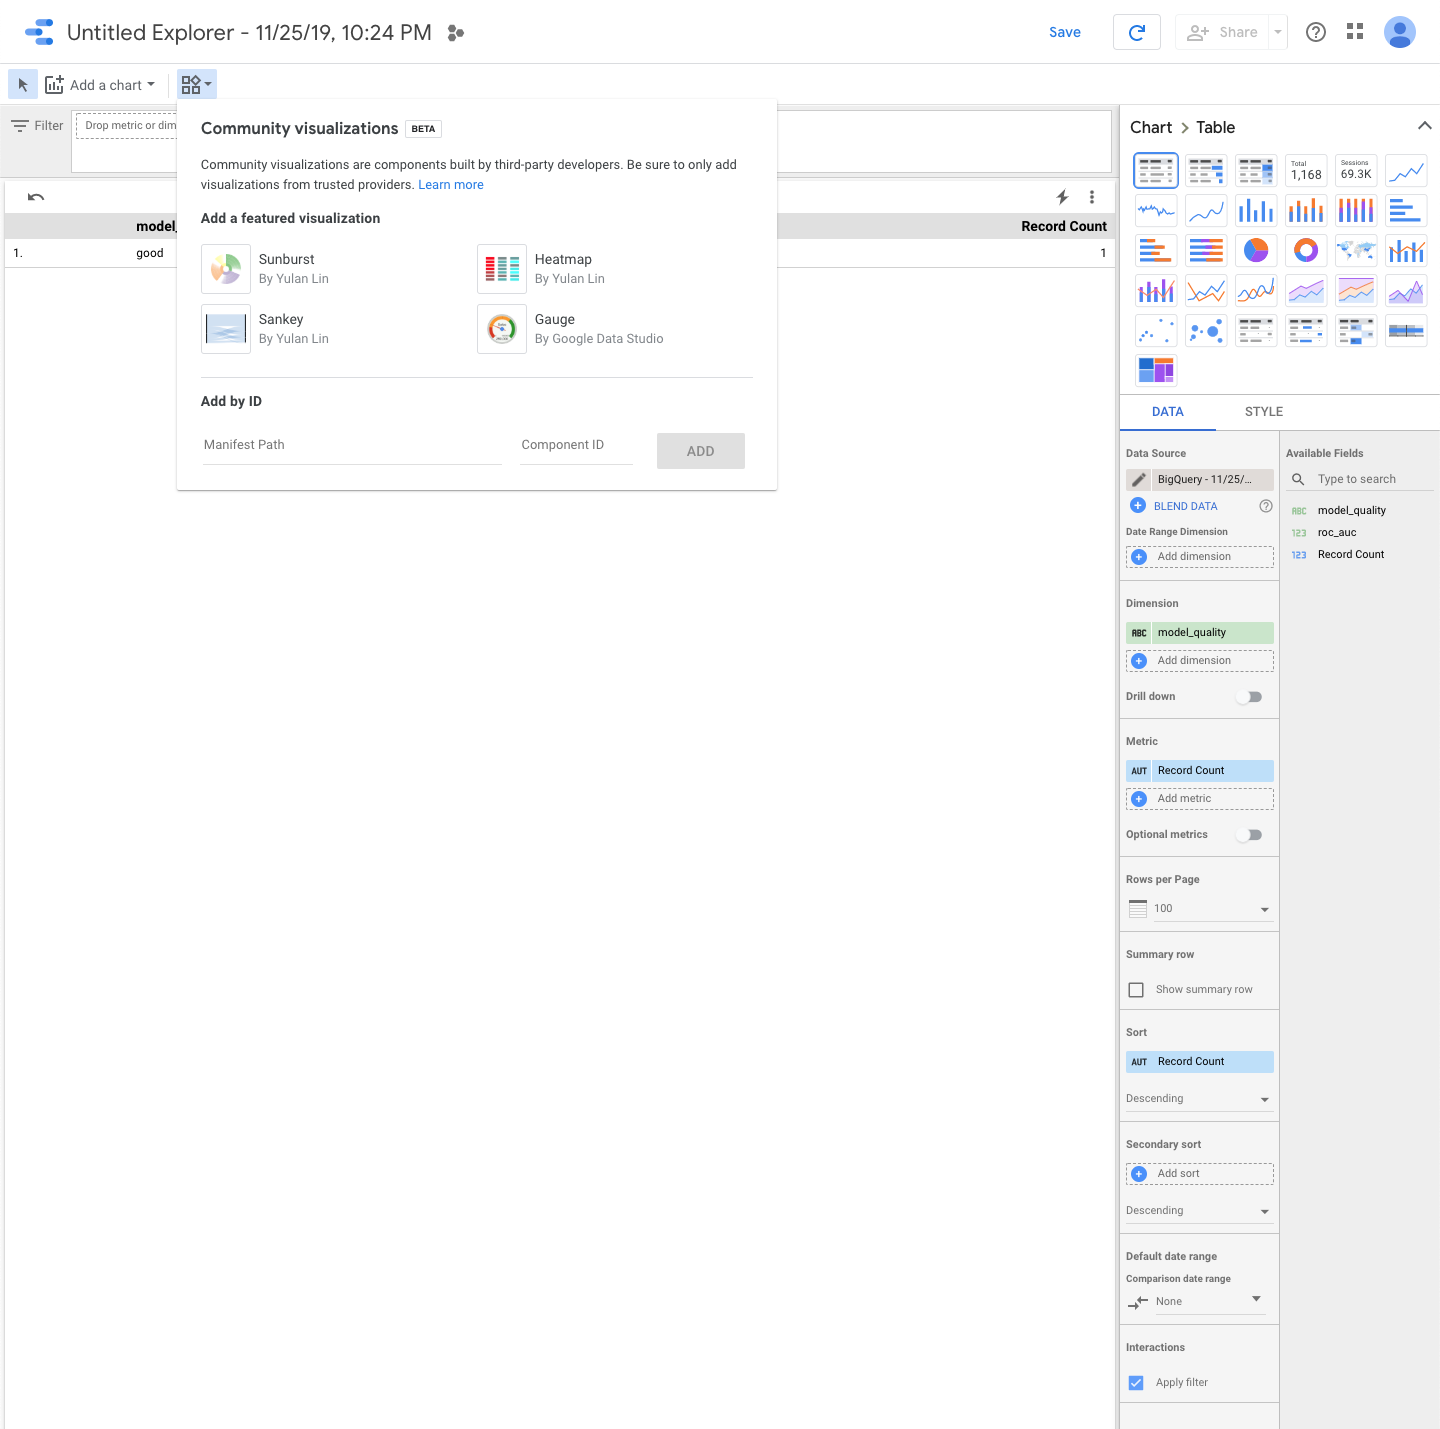 Untitled Explorer - 11/25/19, 10:24 PM
Save
Share
Add a chart
Filter
Drop metric or dim
Community visualizations BETA
Community visualizations are components built by third-party developers. Be sure to only add
visualizations from trusted providers. Learn more
Add a featured visualization
Sunburst
By Yulan Lin
Heatmap
By Yulan Lin
Sankey
By Yulan Lin
Gauge
By Google Data Studio
Add by ID
Manifest Path
Component ID
ADD
model_
Record Count
1.
good
1
Chart > Table
Total
1,168
Sessions
69.3K
DATA
STYLE
Data Source
BigQuery - 11/25/...
BLEND DATA
Date Range Dimension
Add dimension
Dimension
ABC model_quality
Add dimension
Drill down
Metric
AUT Record Count
Add metric
Optional metrics
Rows per Page
100
Summary row
Show summary row
Sort
AUT Record Count
Descending
Secondary sort
Add sort
Descending
Default date range
Comparison date range
None
Interactions
Apply filter
Available Fields
Type to search
ABC model_quality
123 roc_auc
123 Record Count